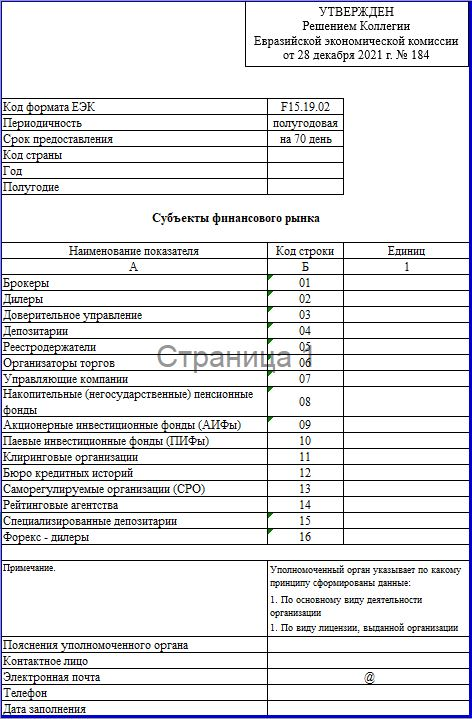 УТВЕРЖДЕН
Решением Коллегии
Евразийской экономической комиссии
от 28 декабря 2021 г. № 184
Код формата ЕЭК F15.19.02
Периодичность полугодовая
Срок предоставления на 70 день
Код страны
Год
Полугодие
Субъекты финансового рынка
Наименование показателя Код строки Единиц
А Б 1
Брокеры 01
Дилеры 02
Доверительное управление 03
Депозитарии 04
Реестродержатели 05
Организаторы торгов 06
Управляющие компании 07
Накопительные (негосударственные) пенсионные
фонды 08
Акционерные инвестиционные фонды (АИФы) 09
Паевые инвестиционные фонды (ПИФы) 10
Клиринговые организации 11
Бюро кредитных историй 12
Саморегулируемые организации (СРО) 13
Рейтинговые агентства 14
Специализированные депозитарии 15
Форекс - дилеры 16
Страница 1
Примечание.
Уполномоченный орган указывает по какому
принципу сформированы данные:
1. По основному виду деятельности
организации
1. По виду лицензии, выданной организации
Пояснения уполномоченного органа
Контактное лицо
Электронная почта @
Телефон
Дата заполнения